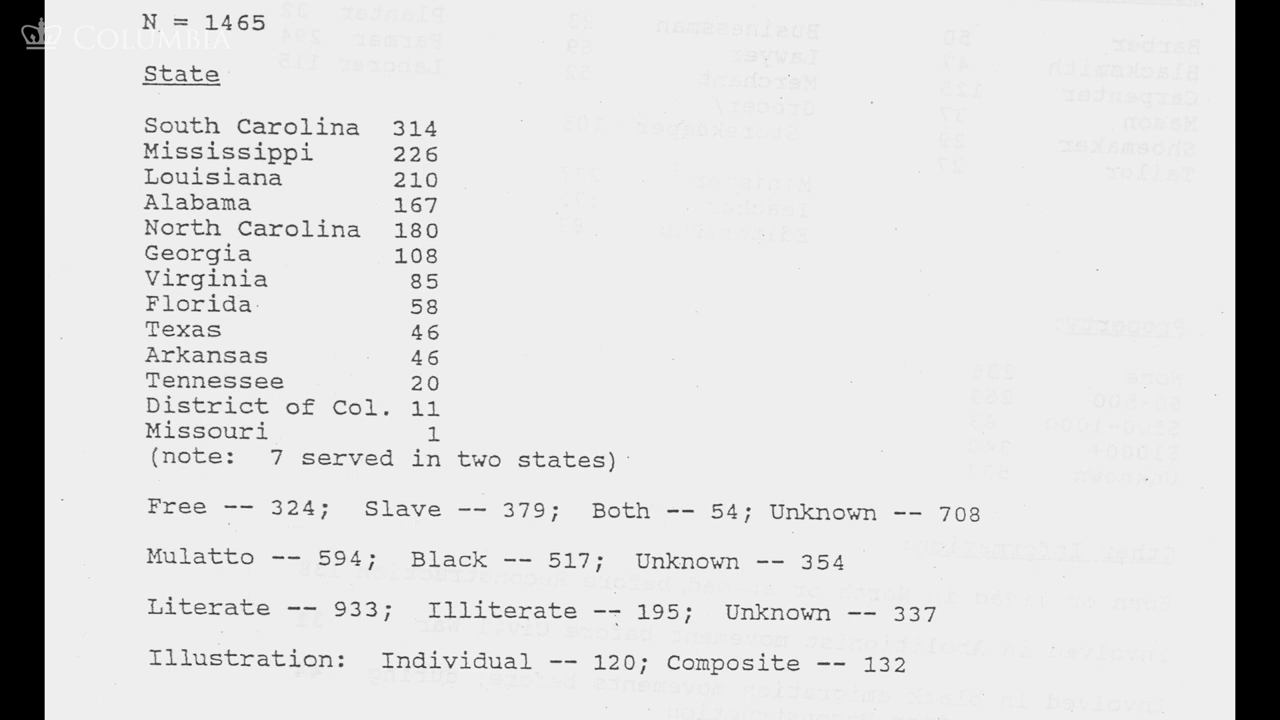 N = 1465
COLUMBIA
State
South Carolina 314
Mississippi 226
Louisiana 210
Alabama 167
North Carolina 180
Georgia 108
Virginia 85
Florida 58
Texas 46
Arkansas 46
Tennessee 20
District of Col. 11
Missouri 1
(note: 7 served in two states)
Free -- 324; Slave -- 379; Both -- 54; Unknown -- 708
Mulatto -- 594; Black -- 517; Unknown -- 354
Literate -- 933; Illiterate -- 195; Unknown -- 337
Illustration: Individual -- 120; Composite -- 132